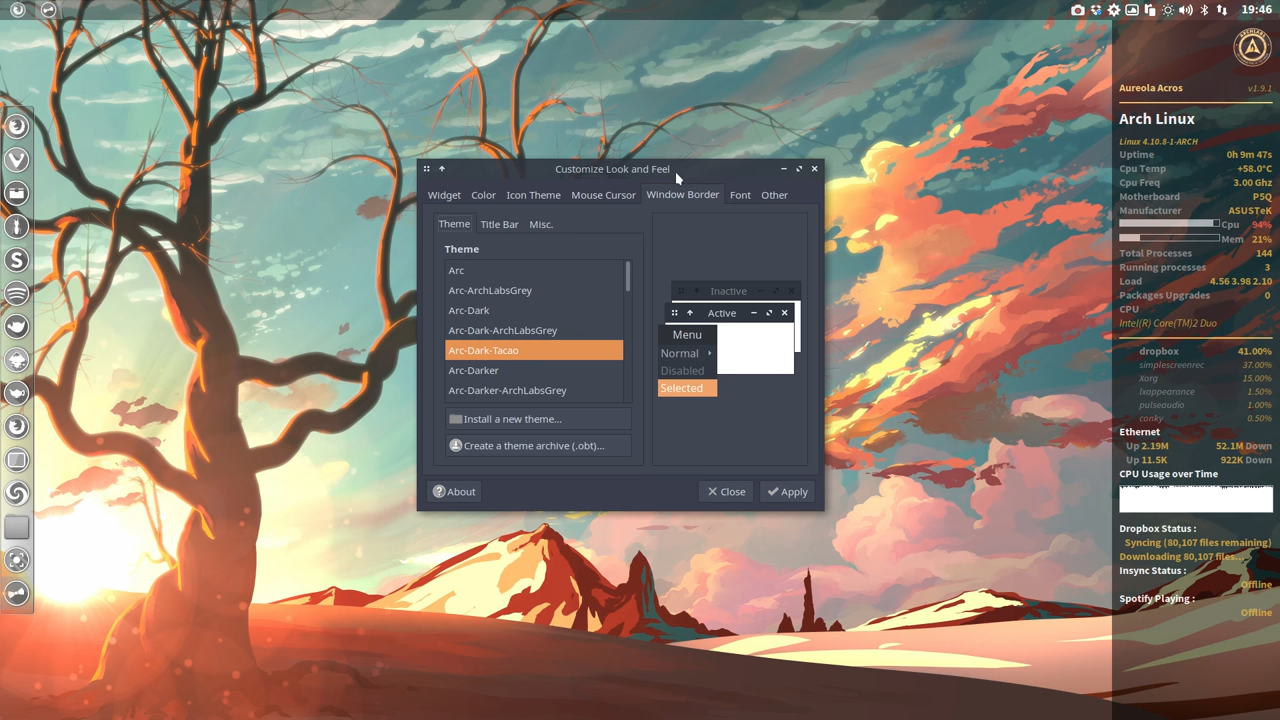 19:46
Customize Look and Feel
Widget Color Icon Theme Mouse Cursor Window Border Font Other
Theme Title Bar Misc.
Theme
Arc
Arc-ArchLabsGrey
Arc-Dark
Arc-Dark-ArchLabsGrey
Arc-Dark-Tacao
Arc-Darker
Arc-Darker-ArchLabsGrey
Install a new theme...
Create a theme archive (.obt)...
Inactive
Active
Menu
Normal
Disabled
Selected
About Close Apply
Aureola Acros v1.9.1
Arch Linux
Linux 4.10.8-1-ARCH
Uptime 0h 9m 47s
Cpu Temp +58.0°C
Cpu Freq 3.00 Ghz
Motherboard P5Q
Manufacturer ASUSTeK
Cpu 94%
Mem 21%
Total Processes 144
Running processes 3
Load 4.56 3.98 2.10
Packages Upgrades 0
CPU
Intel(R) Core(TM)2 Duo
dropbox 41.00%
simplescreenrec 37.00%
Xorg 15.00%
lxappearance 1.50%
pulseaudio 1.00%
conky 0.50%
Ethernet
Up 2.19M 52.1M Down
Up 11.5K 922K Down
CPU Usage over Time
Dropbox Status :
Syncing (80,107 files remaining)
Downloading 80,107 files...
Insync Status :
Offline
Spotify Playing :
Offline